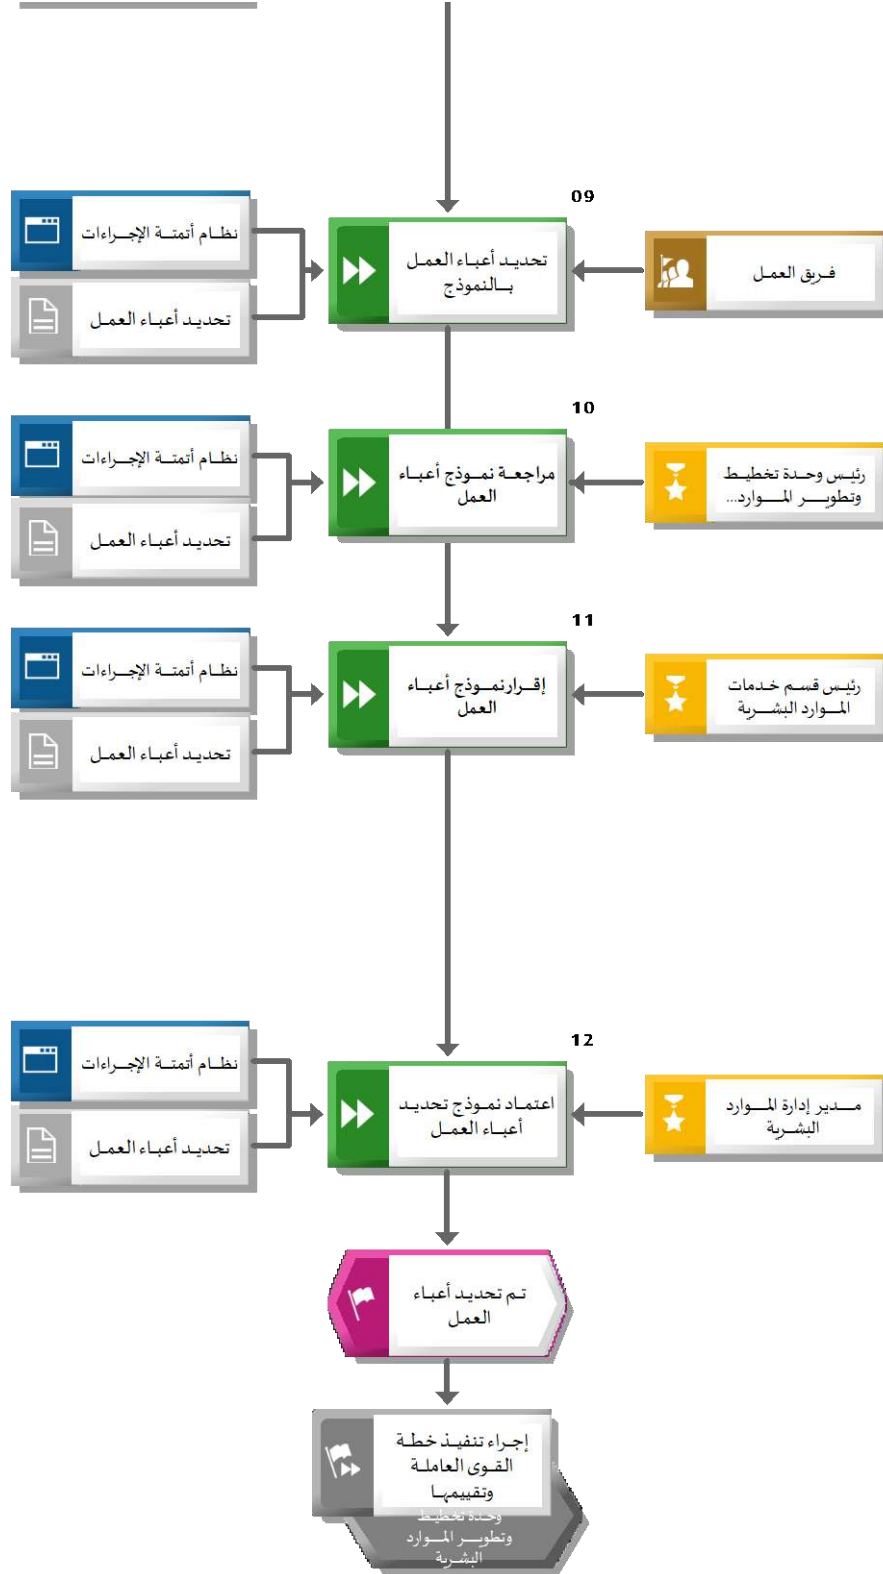 09
فريق العمل
تحديد أعباء العمل
بالنموذج
نظام أتمتة الإجراءات
تحديد أعباء العمل
10
رئيس وحدة تخطيط
وتطوير الموارد...
مراجعة نموذج أعباء
العمل
نظام أتمتة الإجراءات
تحديد أعباء العمل
11
رئيس قسم خدمات
الموارد البشرية
إقرار نموذج أعباء
العمل
نظام أتمتة الإجراءات
تحديد أعباء العمل
12
مدير إدارة الموارد
البشرية
اعتماد نموذج تحديد
أعباء العمل
نظام أتمتة الإجراءات
تحديد أعباء العمل
تم تحديد أعباء
العمل
إجراء تنفيذ خطة
القوى العاملة
وتقييمها
وحدة تخطيط
وتطوير الموارد
البشرية